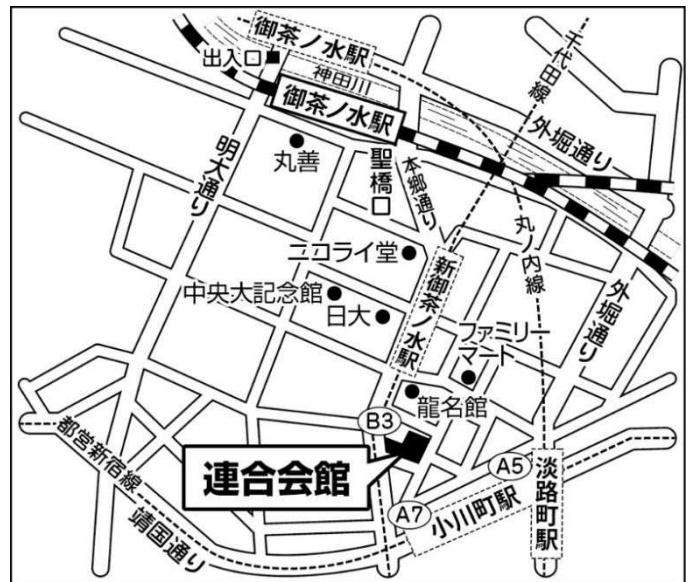 御茶ノ水駅
出入口
神田川
御茶ノ水駅
千代田線
外堀通り
丸善
明大通り
聖橋口
本郷通り
丸ノ内線
ニコライ堂
新御茶ノ水駅
中央大記念館
日大
ファミリー
マート
外堀通り
龍名館
B3
都営新宿線
連合会館
A5
淡路町駅
A7
小川町駅
靖国通り